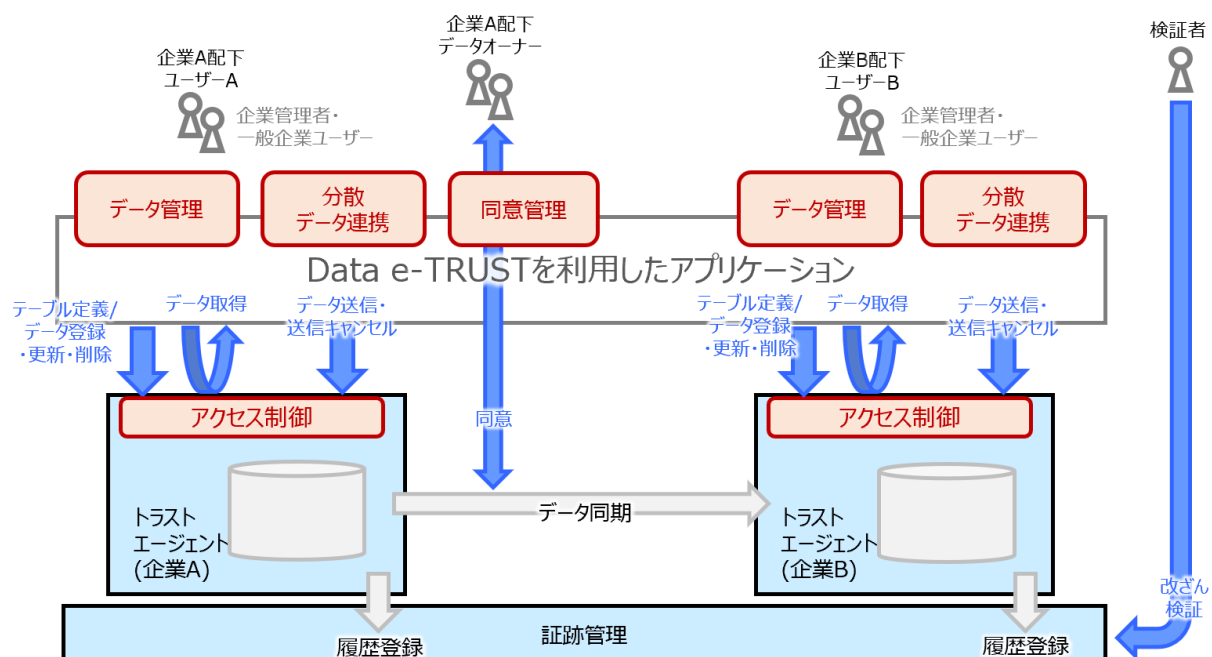 企業A配下
データオーナー
検証者
企業A配下
ユーザーA
企業B配下
ユーザーB
企業管理者・
一般企業ユーザー
企業管理者・
一般企業ユーザー
データ管理
分散
データ連携
同意管理
データ管理
分散
データ連携
Data e-TRUSTを利用したアプリケーション
テーブル定義/
データ登録
・更新・削除
データ取得
データ送信・
送信キャンセル
テーブル定義/
データ登録
・更新・削除
データ取得
データ送信・
送信キャンセル
アクセス制御
同意
アクセス制御
データ同期
トラスト
エージェント
(企業A)
トラスト
エージェント
(企業B)
改ざん
検証
証跡管理
履歴登録
履歴登録